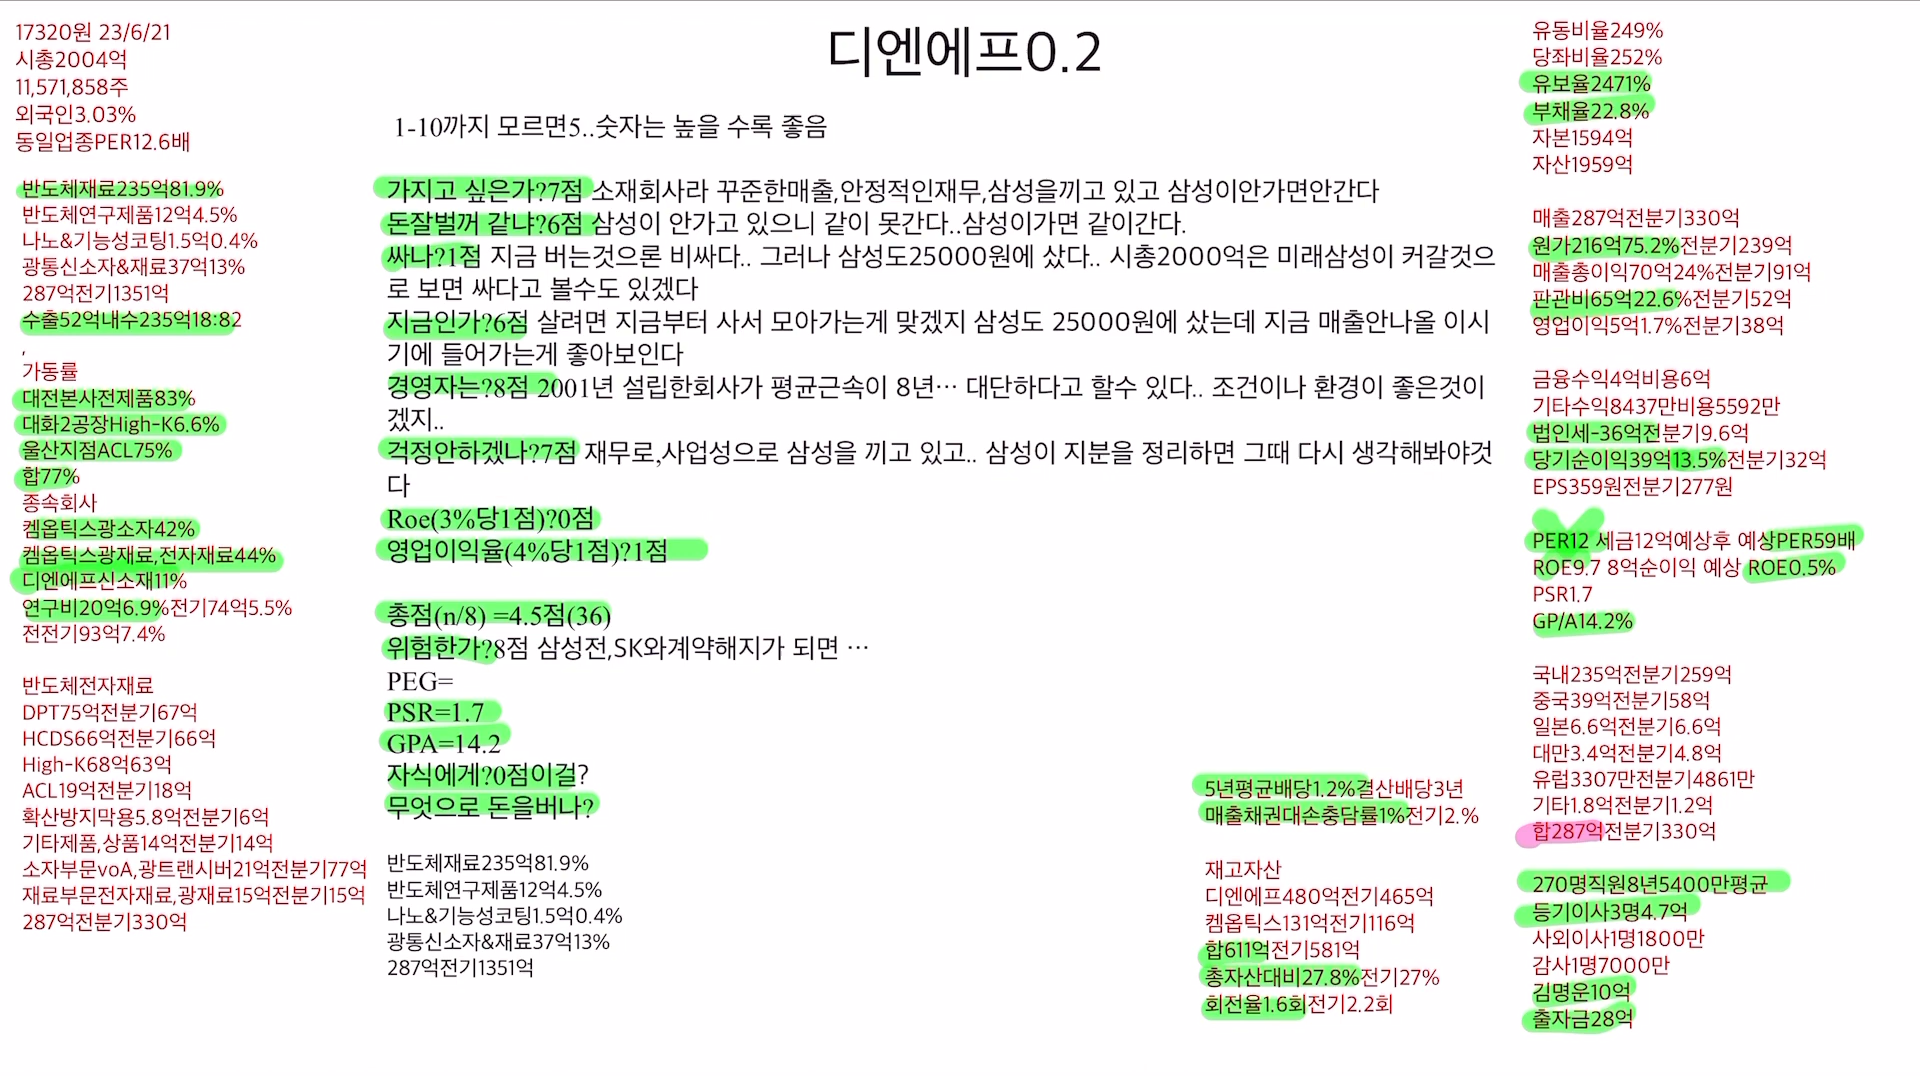 디엔에프0.2
17320원 23/6/21
시총2004억
11,571,858주
외국인3.03%
동일업종PER12.6배
반도체재료235억81.9%
반도체연구제품12억4.5%
나노&기능성코팅1.5억0.4%
광통신소자&재료37억13%
287억전기1351억
수출52억내수235억18:82
,
가동률
대전본사전제품83%
대화2공장High-K6.6%
울산지점ACL75%
합77%
종속회사
켐옵틱스광소자42%
켐옵틱스광재료,전자재료44%
디엔에프신소재11%
연구비20억6.9%전기74억5.5%
전전기93억7.4%
반도체전자재료
DPT75억전분기67억
HCDS66억전분기66억
High-K68억63억
ACL19억전분기18억
확산방지막용5.8억전분기6억
기타제품,상품14억전분기14억
소자부문voA,광트랜시버21억전분기77억
재료부문전자재료,광재료15억전분기15억
287억전분기330억
1-10까지 모르면5..숫자는 높을 수록 좋음
가지고 싶은가?7점 소재회사라 꾸준한매출,안정적인재무,삼성을끼고 있고 삼성이안가면안간다
돈잘벌꺼 같냐?6점 삼성이 안가고 있으니 같이 못간다..삼성이가면 같이간다.
싸나?1점 지금 버는것으론 비싸다.. 그러나 삼성도25000원에 샀다.. 시총2000억은 미래삼성이 커갈것으
로 보면 싸다고 볼수도 있겠다
지금인가?6점 살려면 지금부터 사서 모아가는게 맞겠지 삼성도 25000원에 샀는데 지금 매출안나올 이시
기에 들어가는게 좋아보인다
경영자는?8점 2001년 설립한회사가 평균근속이 8년… 대단하다고 할수 있다.. 조건이나 환경이 좋은것이
겠지..
걱정안하겠나?7점 재무로,사업성으로 삼성을 끼고 있고.. 삼성이 지분을 정리하면 그때 다시 생각해봐야것
다
Roe(3%당1점)?0점
영업이익율(4%당1점)?1점
총점(n/8) =4.5점(36)
위험한가?8점 삼성전,SK와계약해지가 되면 …
PEG=
PSR=1.7
GPA=14.2
자식에게?0점이걸?
무엇으로 돈을버나?
반도체재료235억81.9%
반도체연구제품12억4.5%
나노&기능성코팅1.5억0.4%
광통신소자&재료37억13%
287억전기1351억
5년평균배당1.2%결산배당3년
매출채권대손충담률1%전기2.%
재고자산
디엔에프480억전기465억
켐옵틱스131억전기116억
합611억전기581억
총자산대비27.8%전기27%
회전율1.6회전기2.2회
유동비율249%
당좌비율252%
유보율2471%
부채율22.8%
자본1594억
자산1959억
매출287억전분기330억
원가216억75.2%전분기239억
매출총이익70억24%전분기91억
판관비65억22.6%전분기52억
영업이익5억1.7%전분기38억
금융수익4억비용6억
기타수익8437만비용5592만
법인세-36억전분기9.6억
당기순이익39억13.5%전분기32억
EPS359원전분기277원
PER12 세금12억예상후 예상PER59배
ROE9.7 8억순이익 예상 ROE0.5%
PSR1.7
GP/A14.2%
국내235억전분기259억
중국39억전분기58억
일본6.6억전분기6.6억
대만3.4억전분기4.8억
유럽3307만전분기4861만
기타1.8억전분기1.2억
합287억전분기330억
270명직원8년5400만평균
등기이사3명4.7억
사외이사1명1800만
감사1명7000만
김명운10억
출자금28억